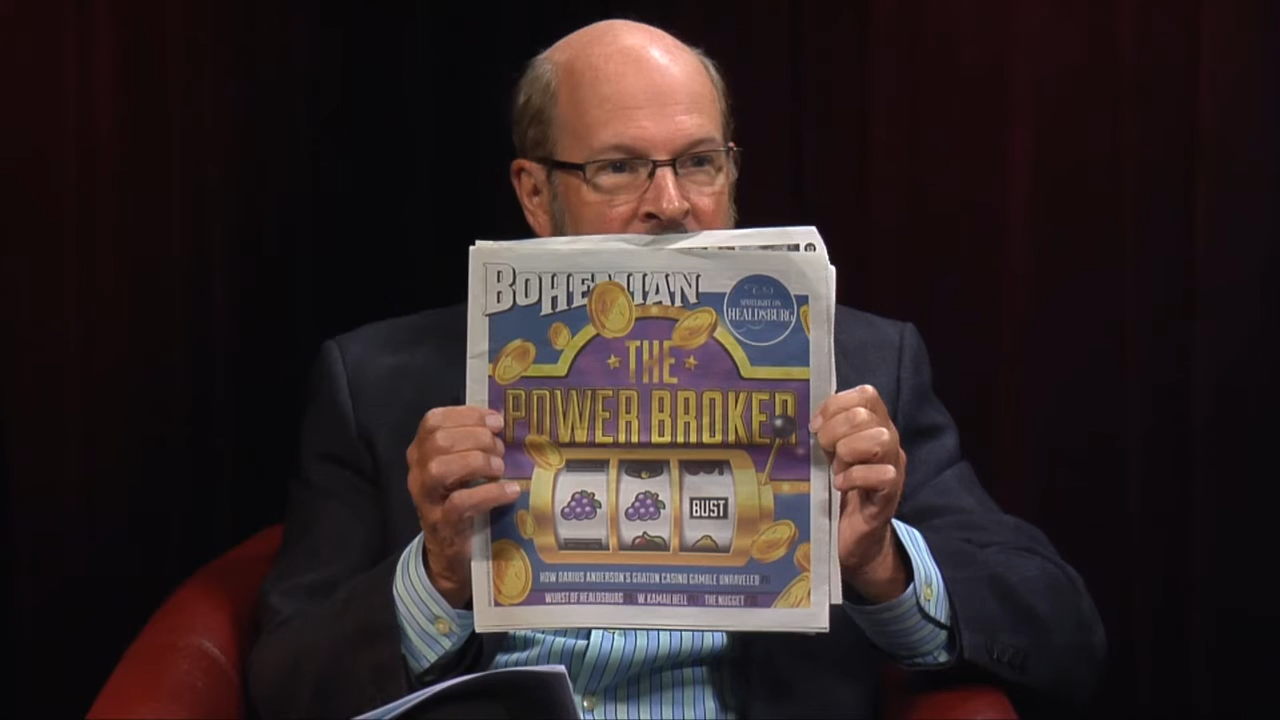 BOHEMIAN
SPOTLIGHT ON
HEALDSBURG
THE
POWER BROKER
BUST
HOW DARIUS ANDERSON'S GRATON CASINO GAMBLE UNRAVELED
WURST OF HEALDSBURG W. KAMAU BELL THE NUGGET